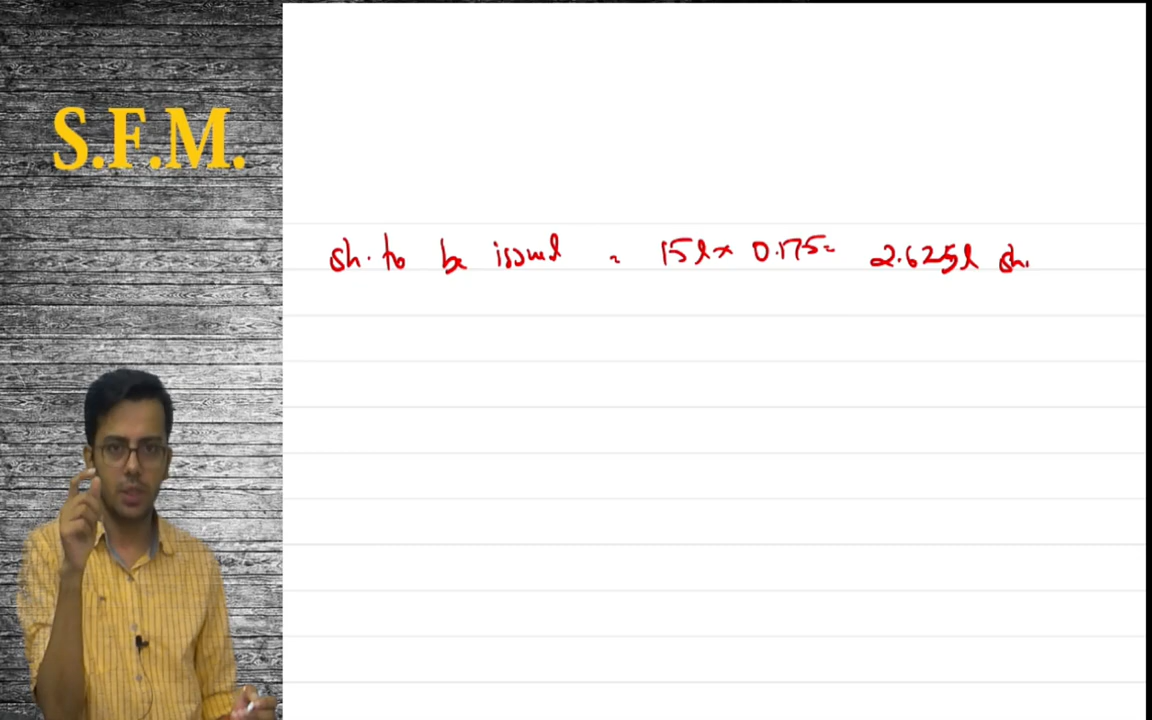 S.F.M.
sh. to be issued = 15l x 0.175 = 2.625l sh.